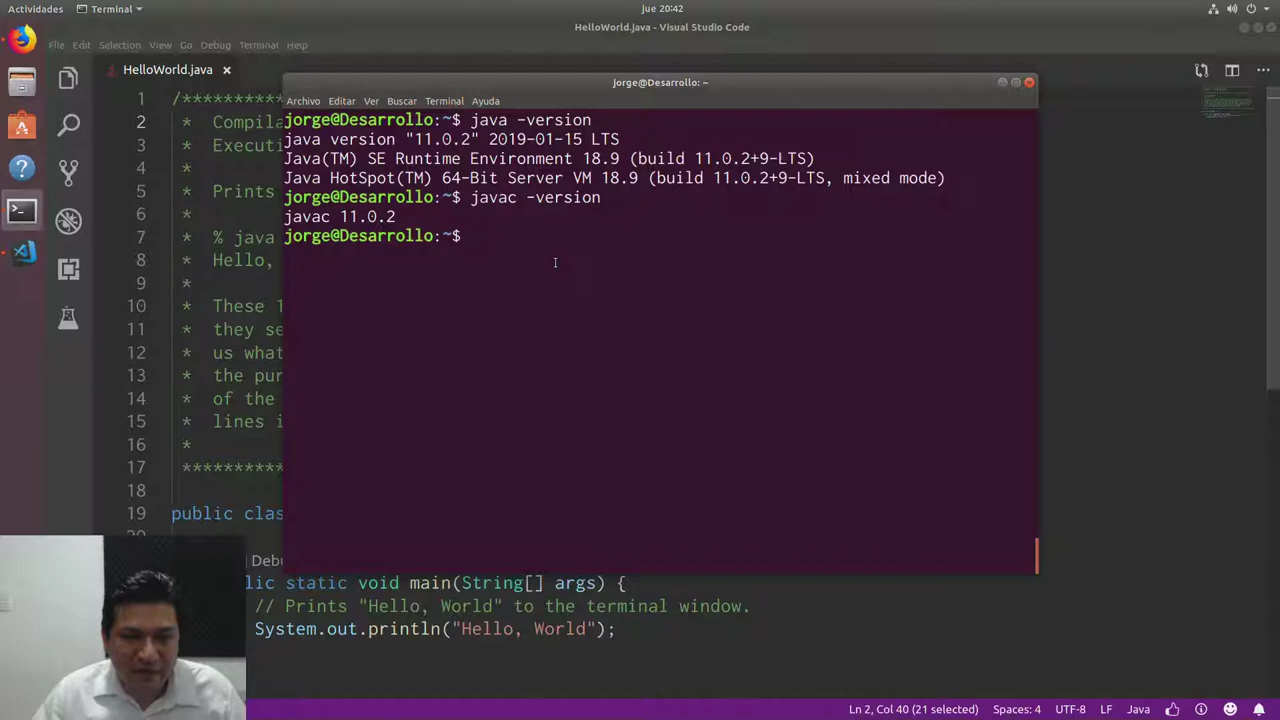 Actividades
Terminal
jue 20:42
HelloWorld.java - Visual Studio Code
File Edit Selection View Go Debug Terminal Help
HelloWorld.java
jorge@Desarrollo: ~
Archivo Editar Ver Buscar Terminal Ayuda
jorge@Desarrollo:~$ java -version
java version "11.0.2" 2019-01-15 LTS
Java(TM) SE Runtime Environment 18.9 (build 11.0.2+9-LTS)
Java HotSpot(TM) 64-Bit Server VM 18.9 (build 11.0.2+9-LTS, mixed mode)
jorge@Desarrollo:~$ javac -version
javac 11.0.2
jorge@Desarrollo:~$
1 /**********
2 * Compila
3 * Executi
4 *
5 * Prints
6 *
7 * % java
8 * Hello,
9 *
10 * These 1
11 * they se
12 * us what
13 * the pur
14 * of the
15 * lines i
16 *
17 **********
18
19 public clas
Debu
lic static void main(String[] args) {
// Prints "Hello, World" to the terminal window.
System.out.println("Hello, World");
Ln 2, Col 40 (21 selected) Spaces: 4 UTF-8 LF Java